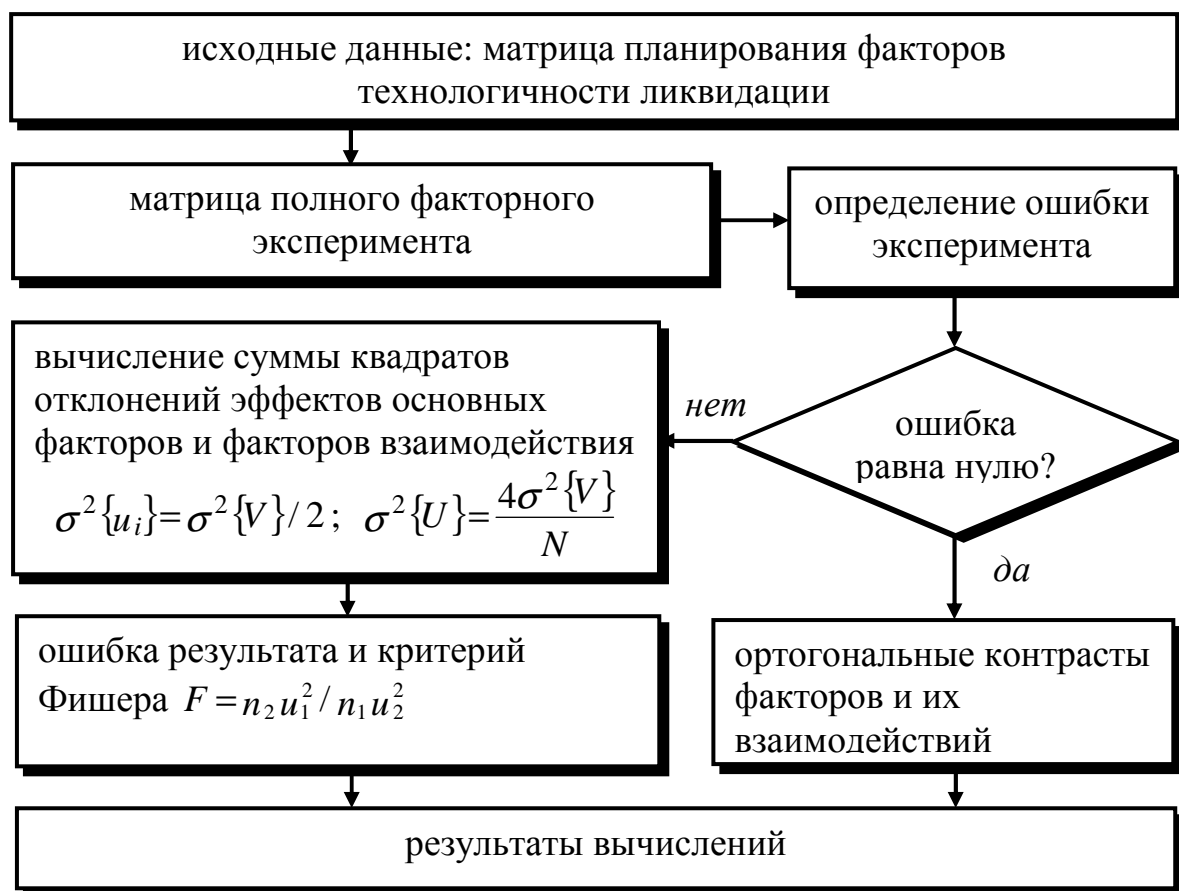 исходные данные: матрица планирования факторов
технологичности ликвидации
матрица полного факторного
эксперимента
определение ошибки
эксперимента
ошибка
равна нулю?
нет
да
вычисление суммы квадратов
отклонений эффектов основных
факторов и факторов взаимодействия
σ²{u_i}=σ²{V}/2; σ²{U}=4σ²{V}/N
ошибка результата и критерий
Фишера F=n₂u₁²/n₁u₂²
ортогональные контрасты
факторов и их
взаимодействий
результаты вычислений